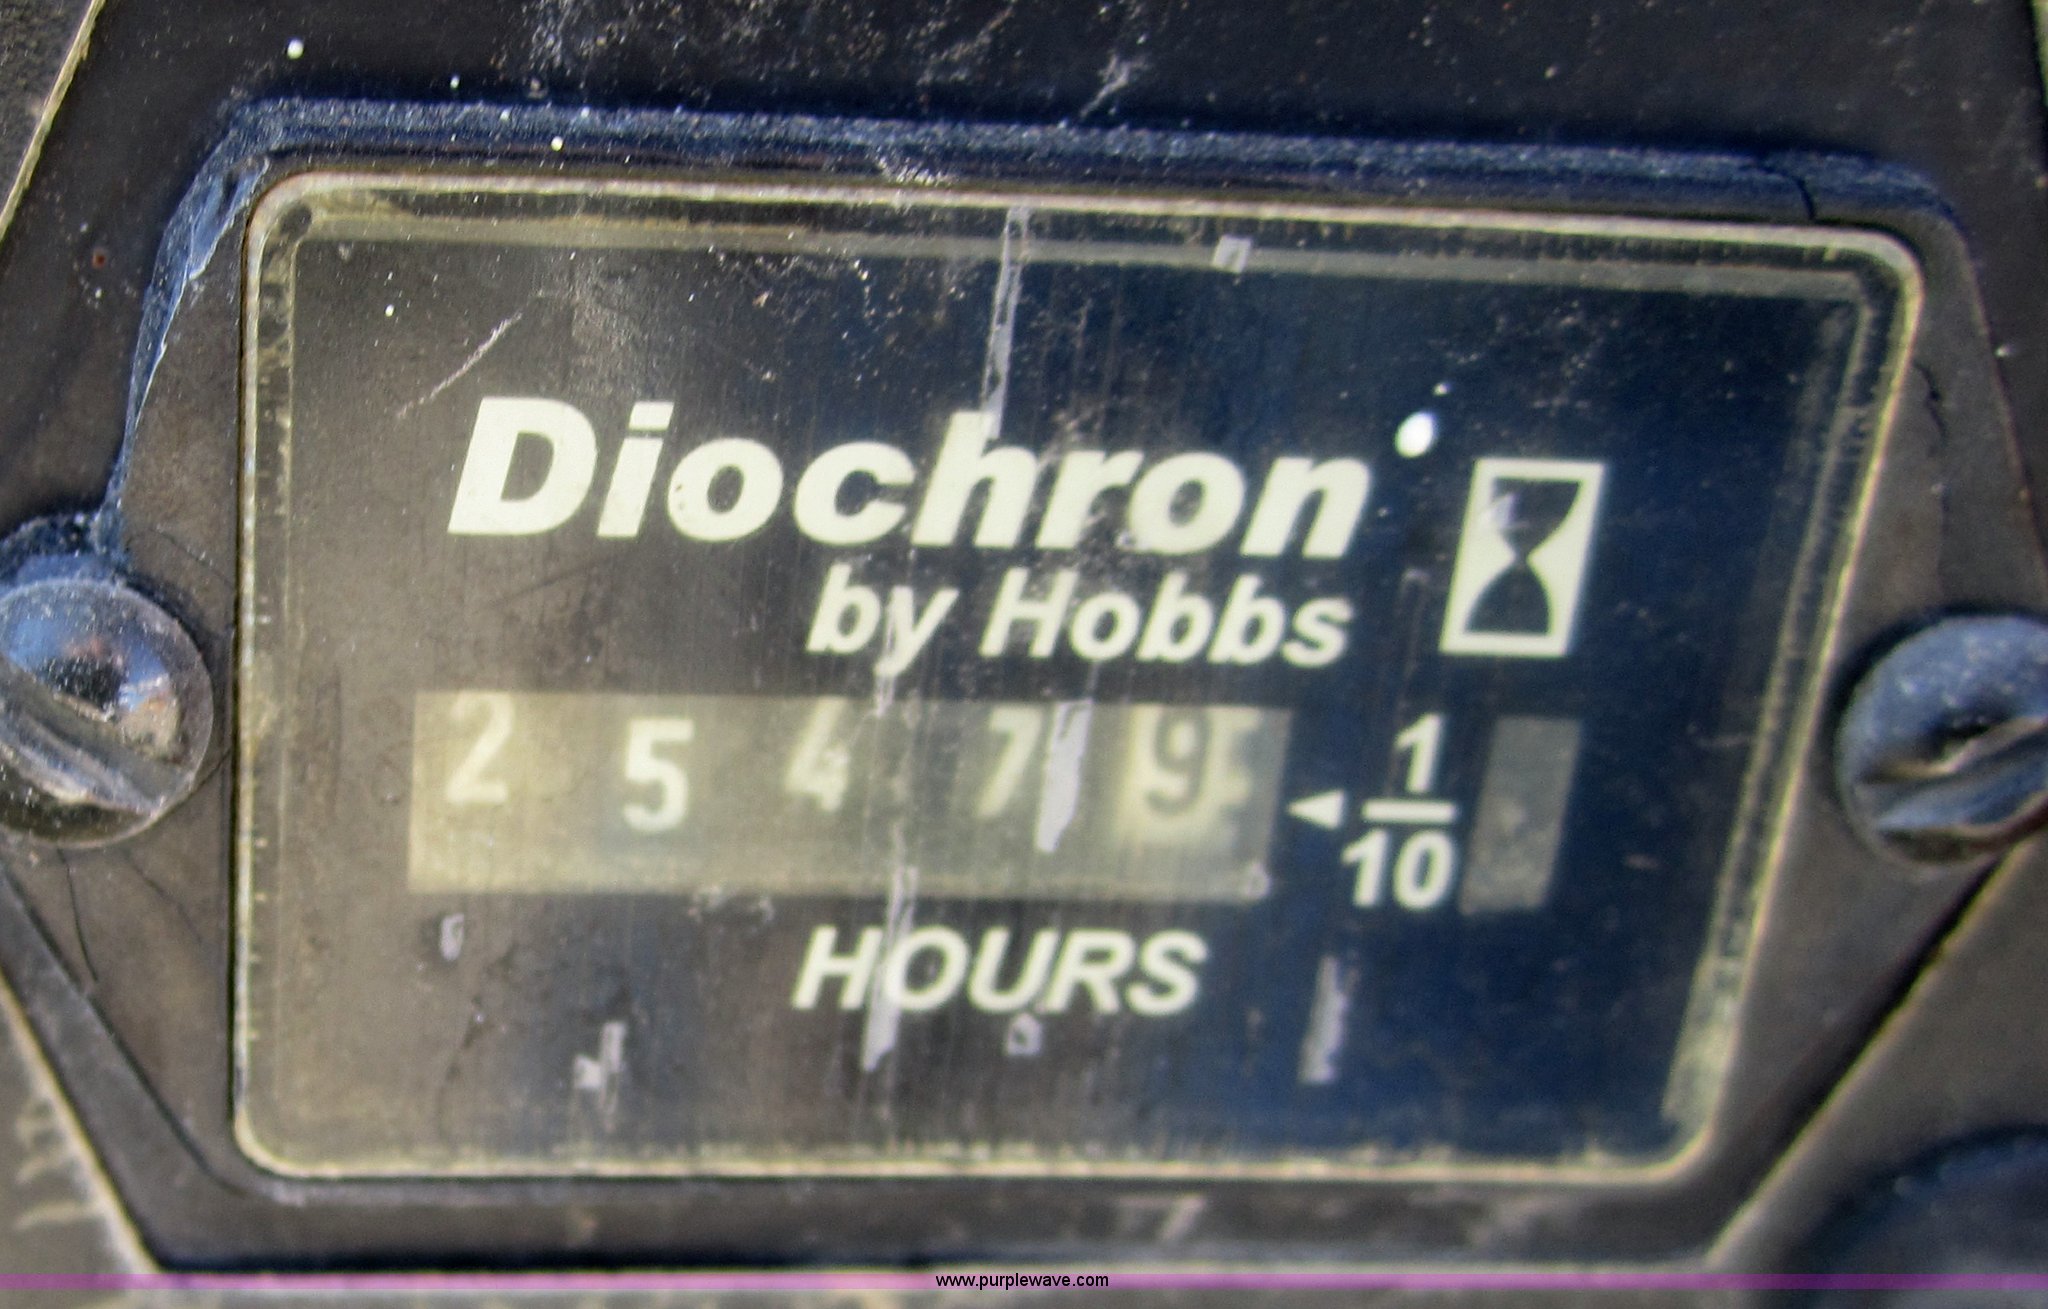 Diochron
by Hobbs
2 5 4 7 9 ◄ 1/10
HOURS
www.purplewave.com